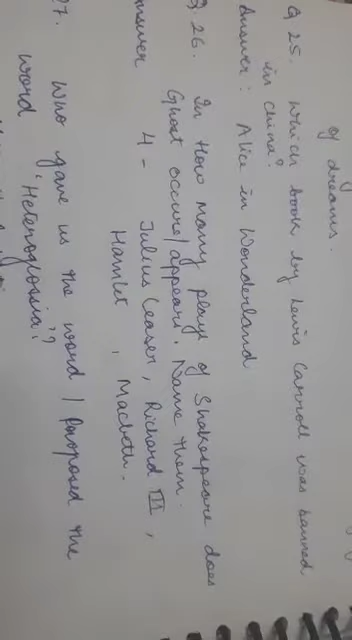 of dreams.
Q 25. Which book by Lewis Carroll was banned
in China?
Answer: Alice in Wonderland
Q 26. In How many plays of Shakespeare does
Ghost occurs/appears. Name them.
Answer 4 - Julius Ceaser, Richard III,
Hamlet, Macbeth.
27. Who gave us the word / Proposed the
word 'Heteroglossia'?